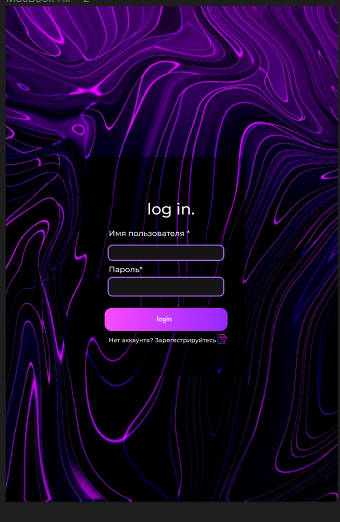 log in.
Имя пользователя *
Пароль*
login
Нет аккаунта? Зарегестрируйтесь